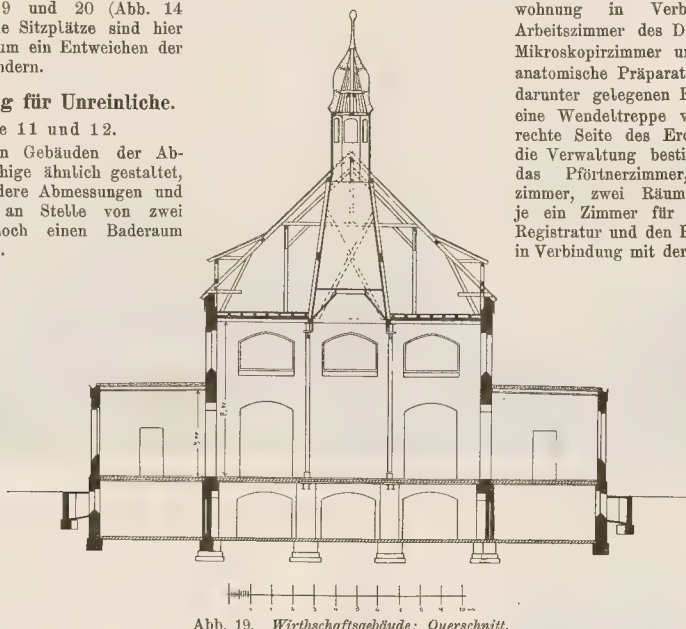 9 und 20 (Abb. 14
e Sitzplätze sind hier
um ein Entweichen der
ndern.
g für Unreinliche.
e 11 und 12.
n Gebäuden der Ab-
hige ähnlich gestaltet,
dere Abmessungen und
an Stelle von zwei
och einen Baderaum
.
wohnung in Verb
Arbeitszimmer des D
Mikroskopirzimmer un
anatomische Präparat
darunter gelegenen
eine Wendeltreppe v
rechte Seite des Erd
die Verwaltung besti
das Pförtnerzimmer,
zimmer, zwei Räum
je ein Zimmer für
Registratur und den
in Verbindung mit der
Abb. 19. Wirthschaftsgebäude; Querschnitt.